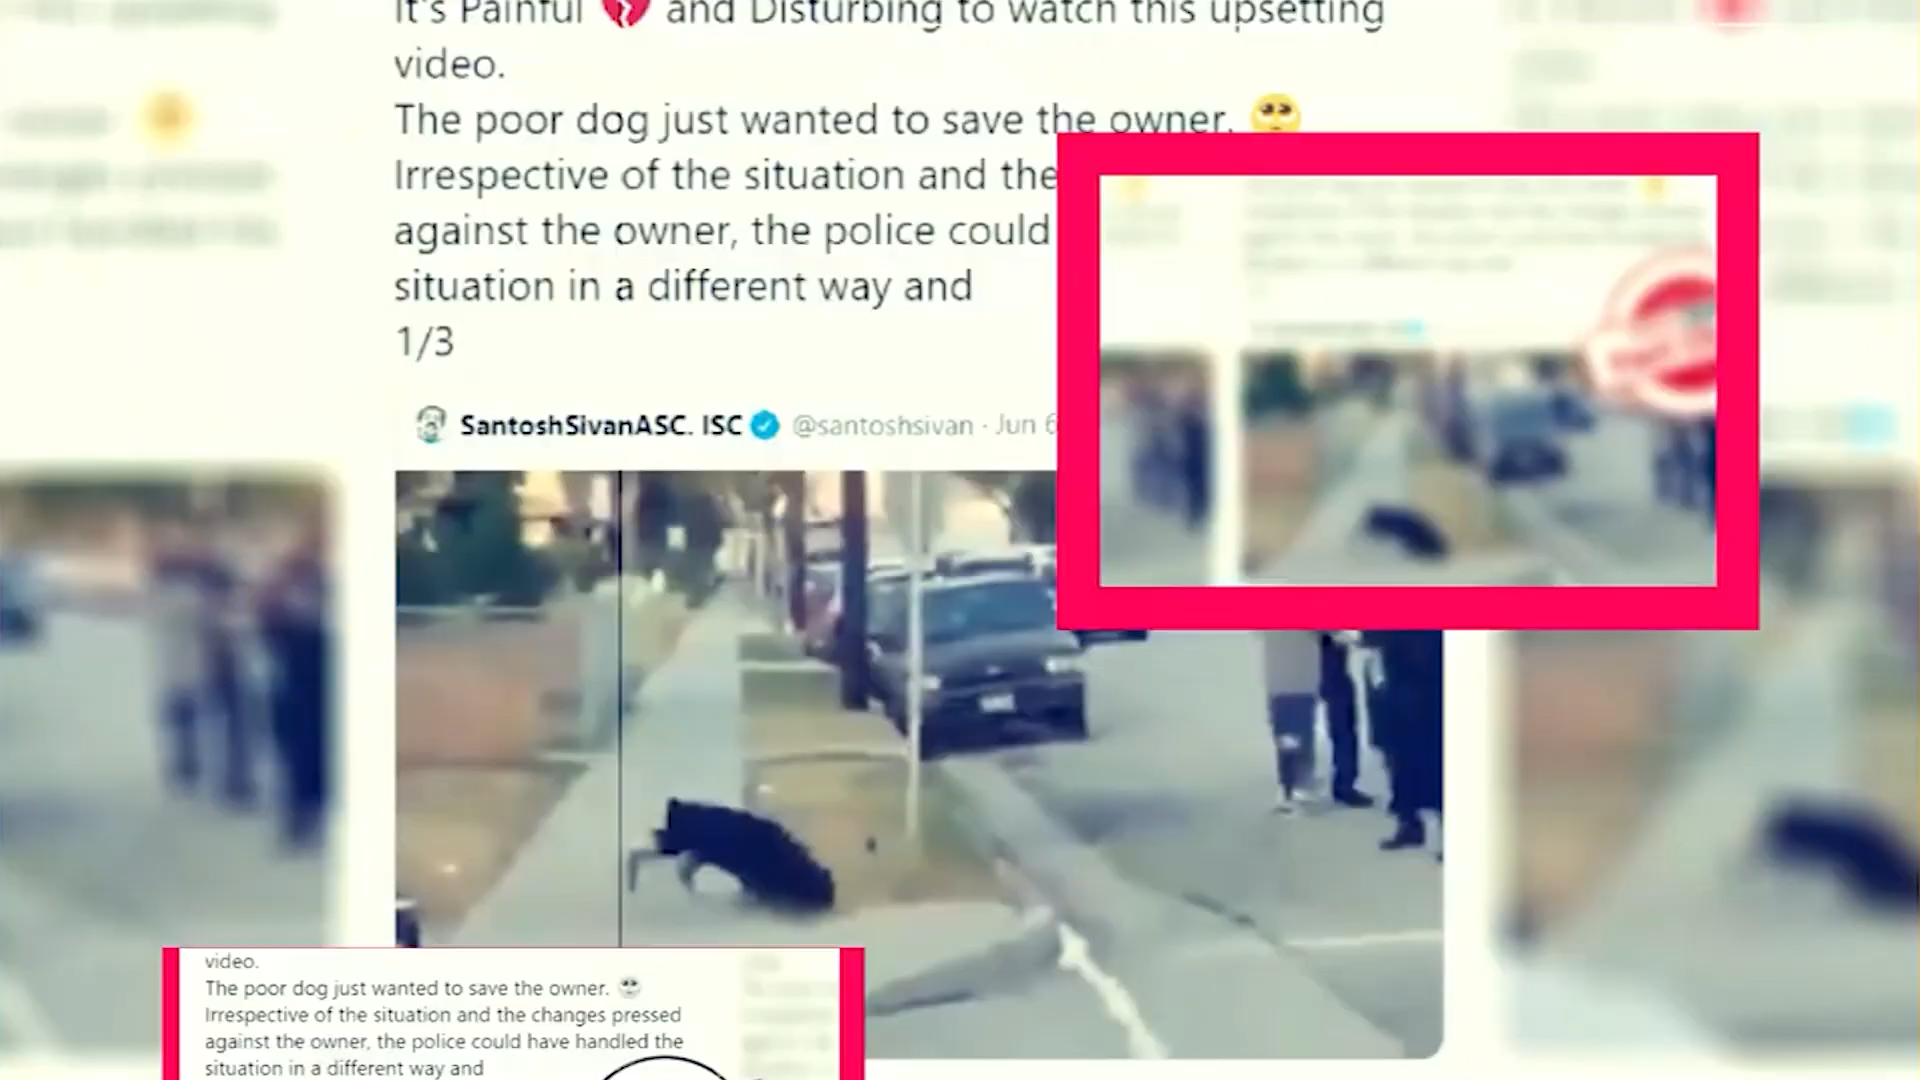 It's Painful 💔 and Disturbing to watch this upsetting
video.
The poor dog just wanted to save the owner. 🥺
Irrespective of the situation and the
against the owner, the police could
situation in a different way and
1/3
SantoshSivanASC. ISC @santoshsivan · Jun 6
video.
The poor dog just wanted to save the owner. 🥺
Irrespective of the situation and the changes pressed
against the owner, the police could have handled the
situation in a different way and